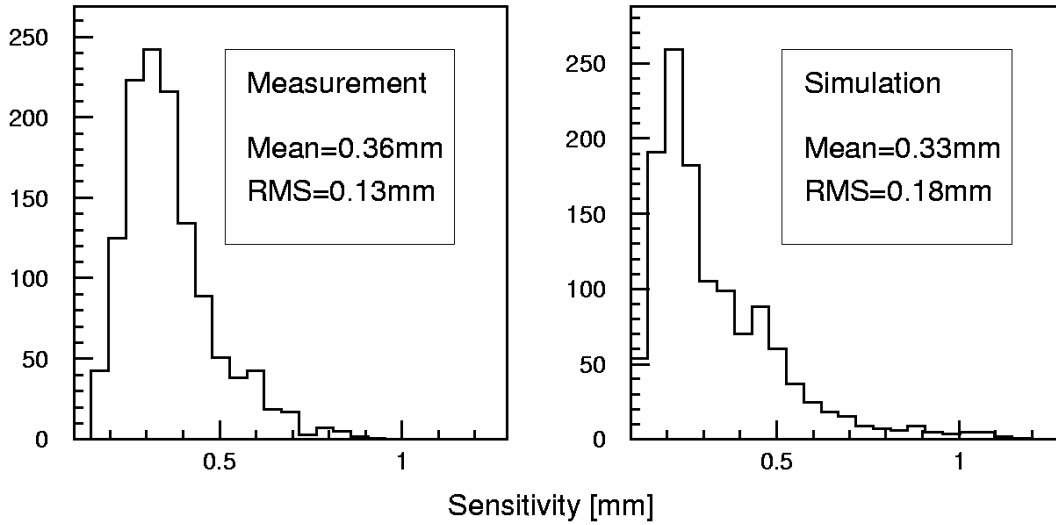 250
200
150
100
50
0
Measurement
Mean=0.36mm
RMS=0.13mm
0.5
1
250
200
150
100
50
0
Simulation
Mean=0.33mm
RMS=0.18mm
0.5
1
Sensitivity [mm]